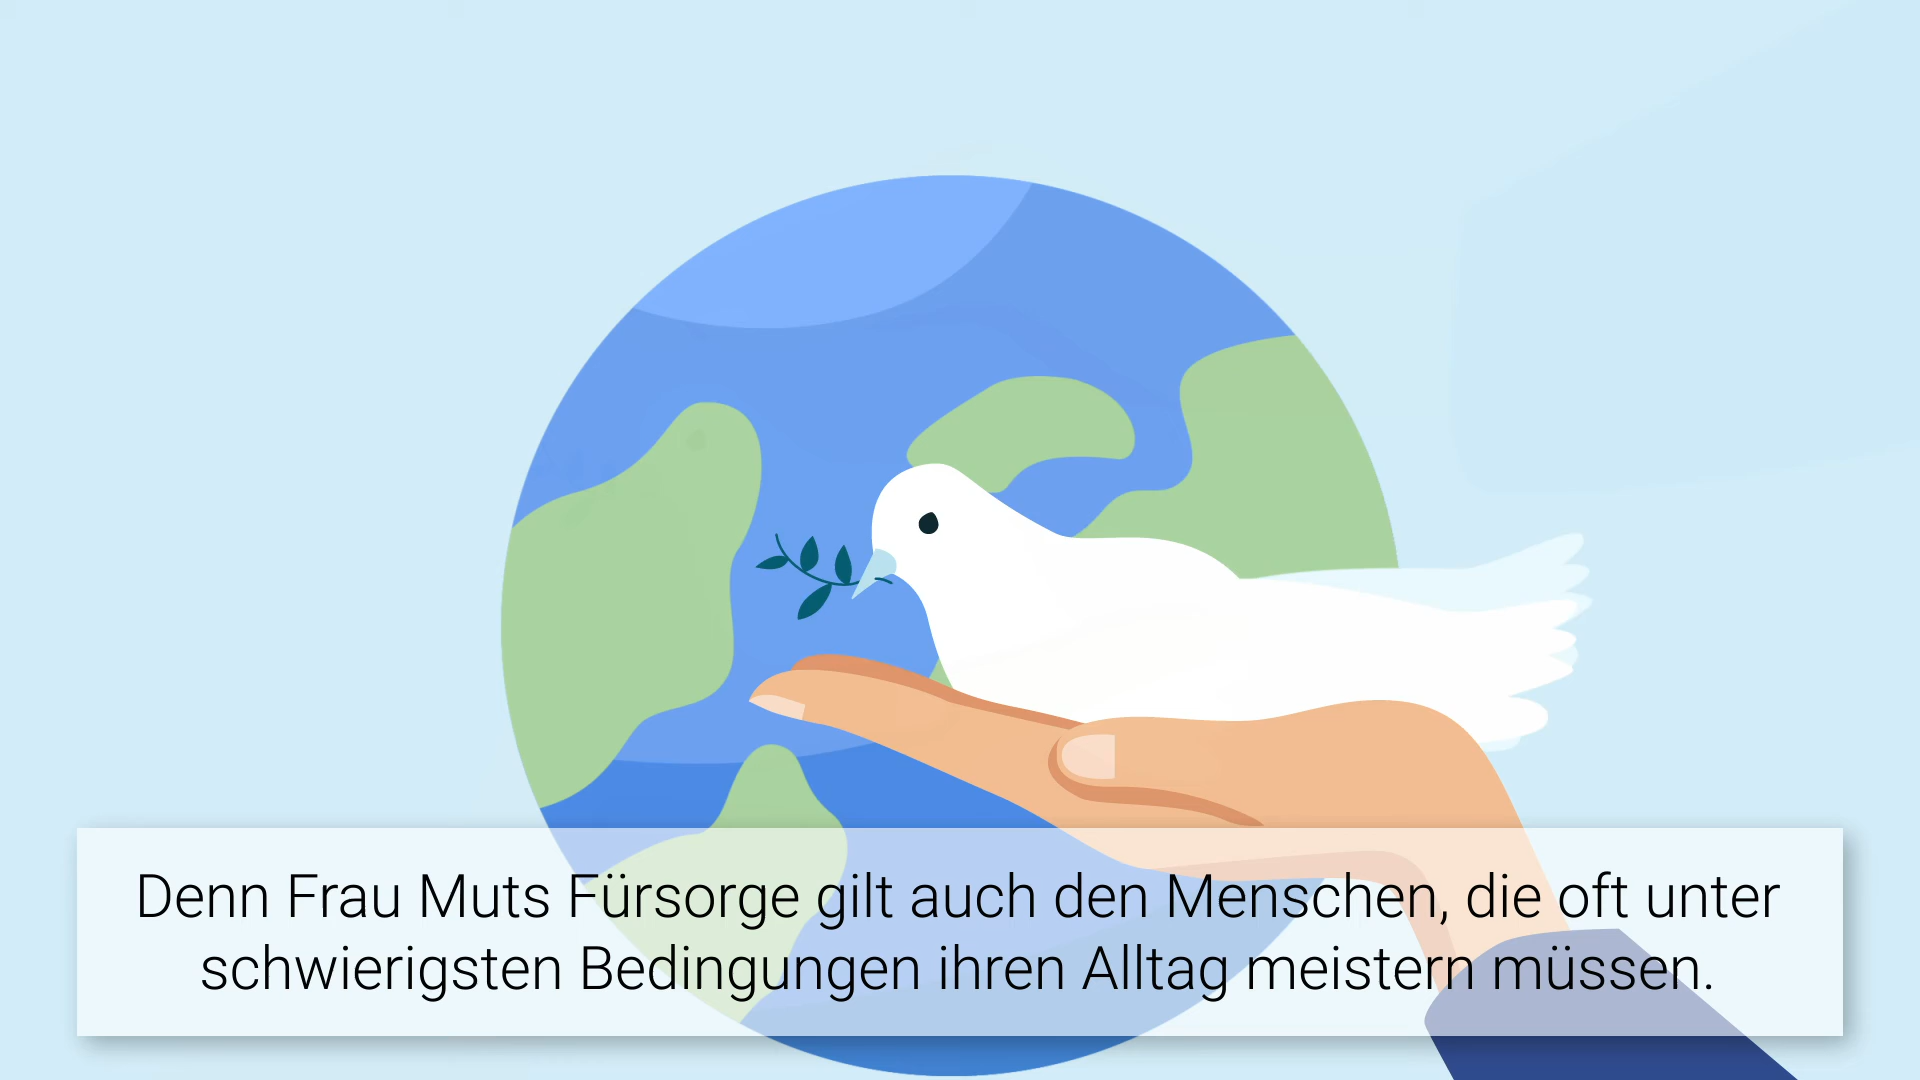 Denn Frau Muts Fürsorge gilt auch den Menschen, die oft unter
schwierigsten Bedingungen ihren Alltag meistern müssen.